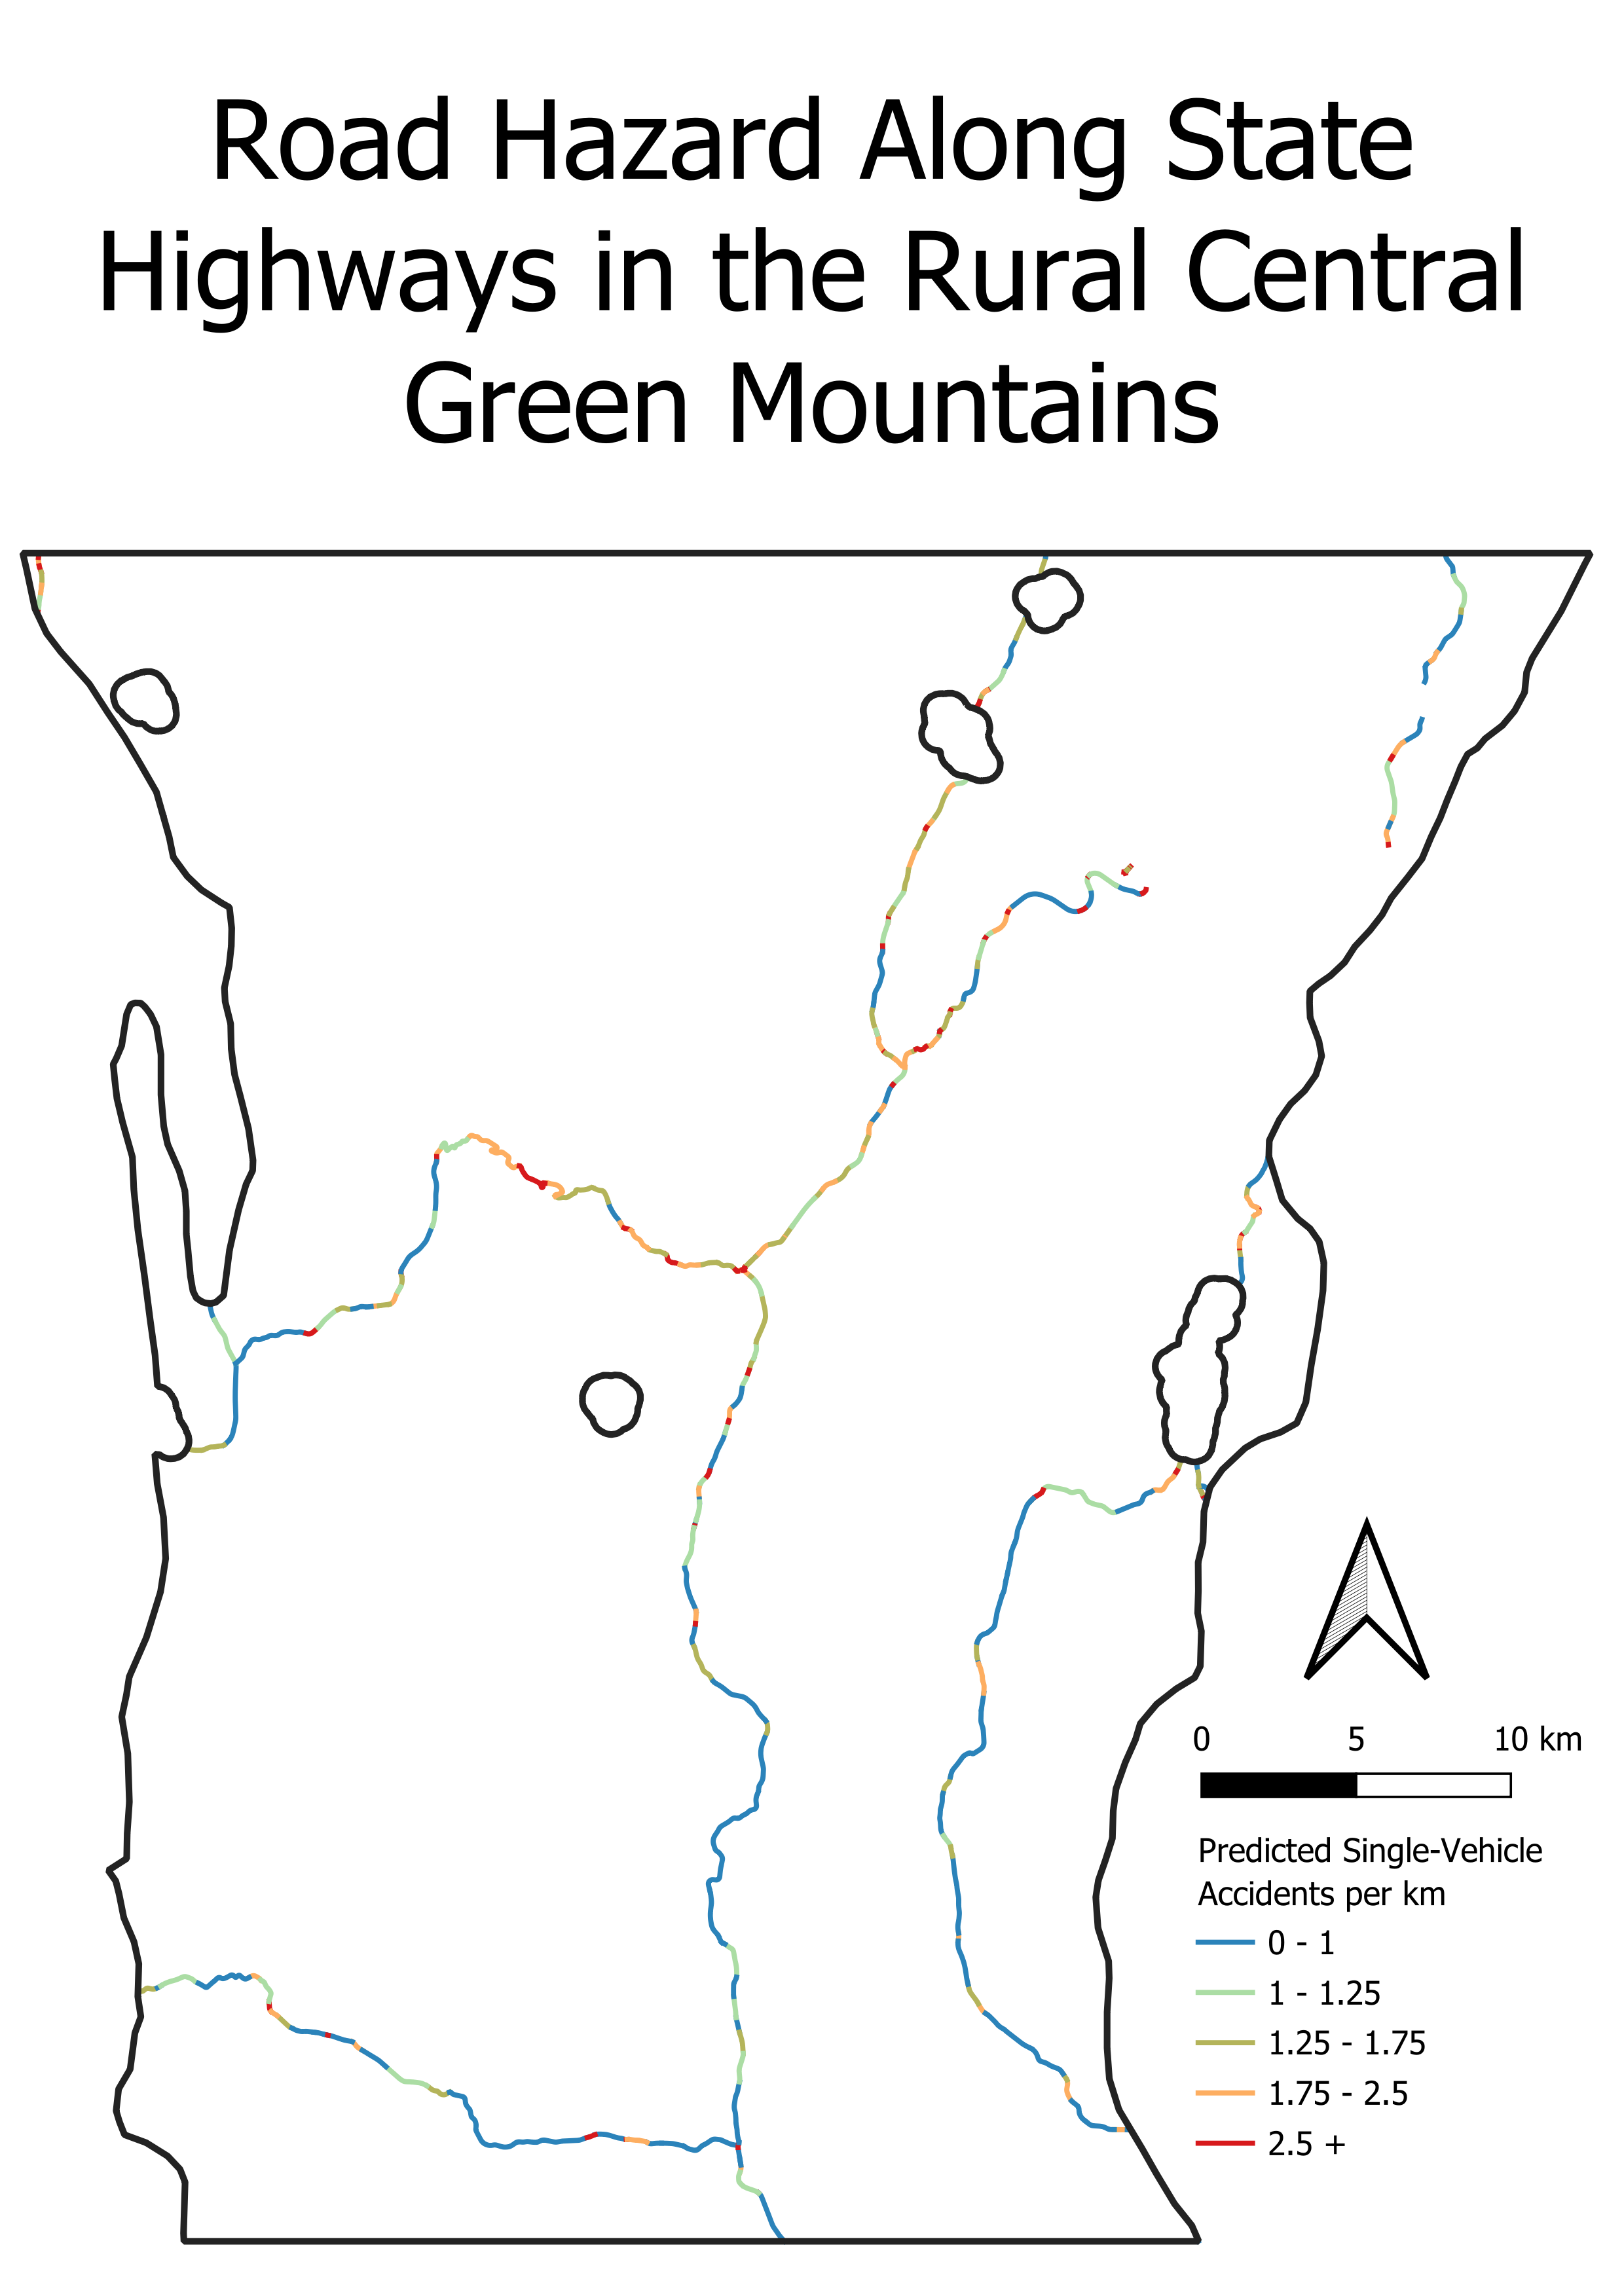 Road Hazard Along State
Highways in the Rural Central
Green Mountains
0 5 10 km
Predicted Single-Vehicle
Accidents per km
0 - 1
1 - 1.25
1.25 - 1.75
1.75 - 2.5
2.5 +